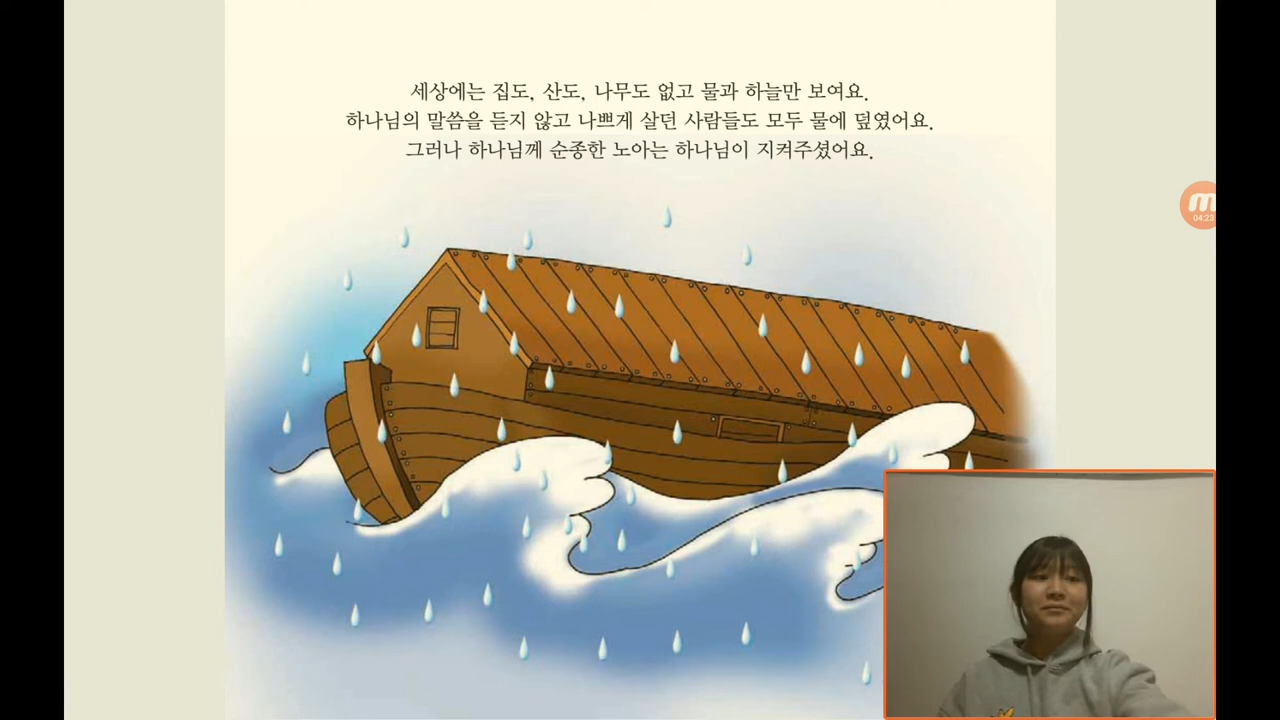 세상에는 집도, 산도, 나무도 없고 물과 하늘만 보여요.
하나님의 말씀을 듣지 않고 나쁘게 살던 사람들도 모두 물에 덮였어요.
그러나 하나님께 순종한 노아는 하나님이 지켜주셨어요.
m
04:23